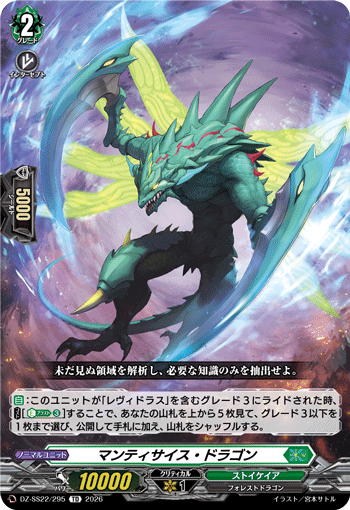 2
グレード
インターセプト
5000
シールド
未だ見ぬ領域を解析し、必要な知識のみを抽出せよ。
:このユニットが「レヴィドラス」を含むグレード3にライドされた時、
【コスト】することで、あなたの山札を上から5枚見て、グレード3以下を
1枚まで選び、公開して手札に加え、山札をシャッフルする。
ノーマルユニット
マンティサイス・ドラゴン
ストイケイア
フォレストドラゴン
パワー
10000
クリティカル
1
DZ-SS22/295 TD 2026
イラスト/宮本サトル